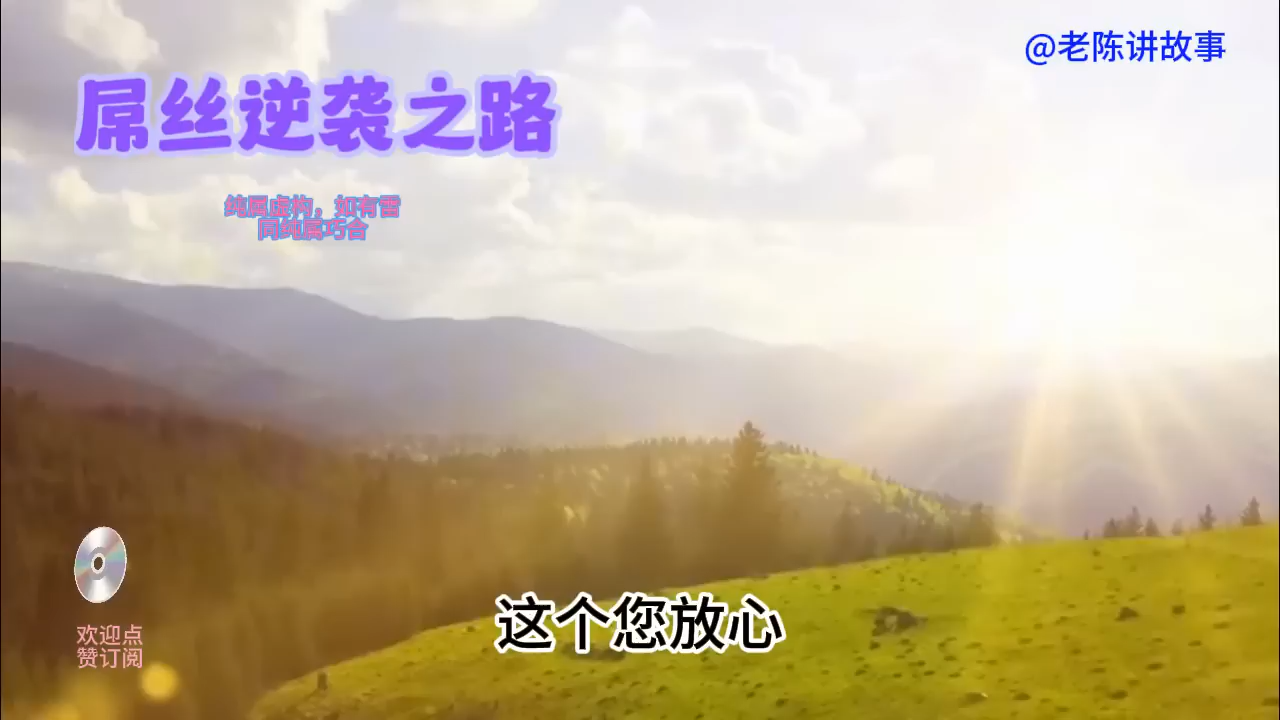 @老陈讲故事
屌丝逆袭之路
纯属虚构，如有雷
同纯属巧合
欢迎点
赞订阅
这个您放心